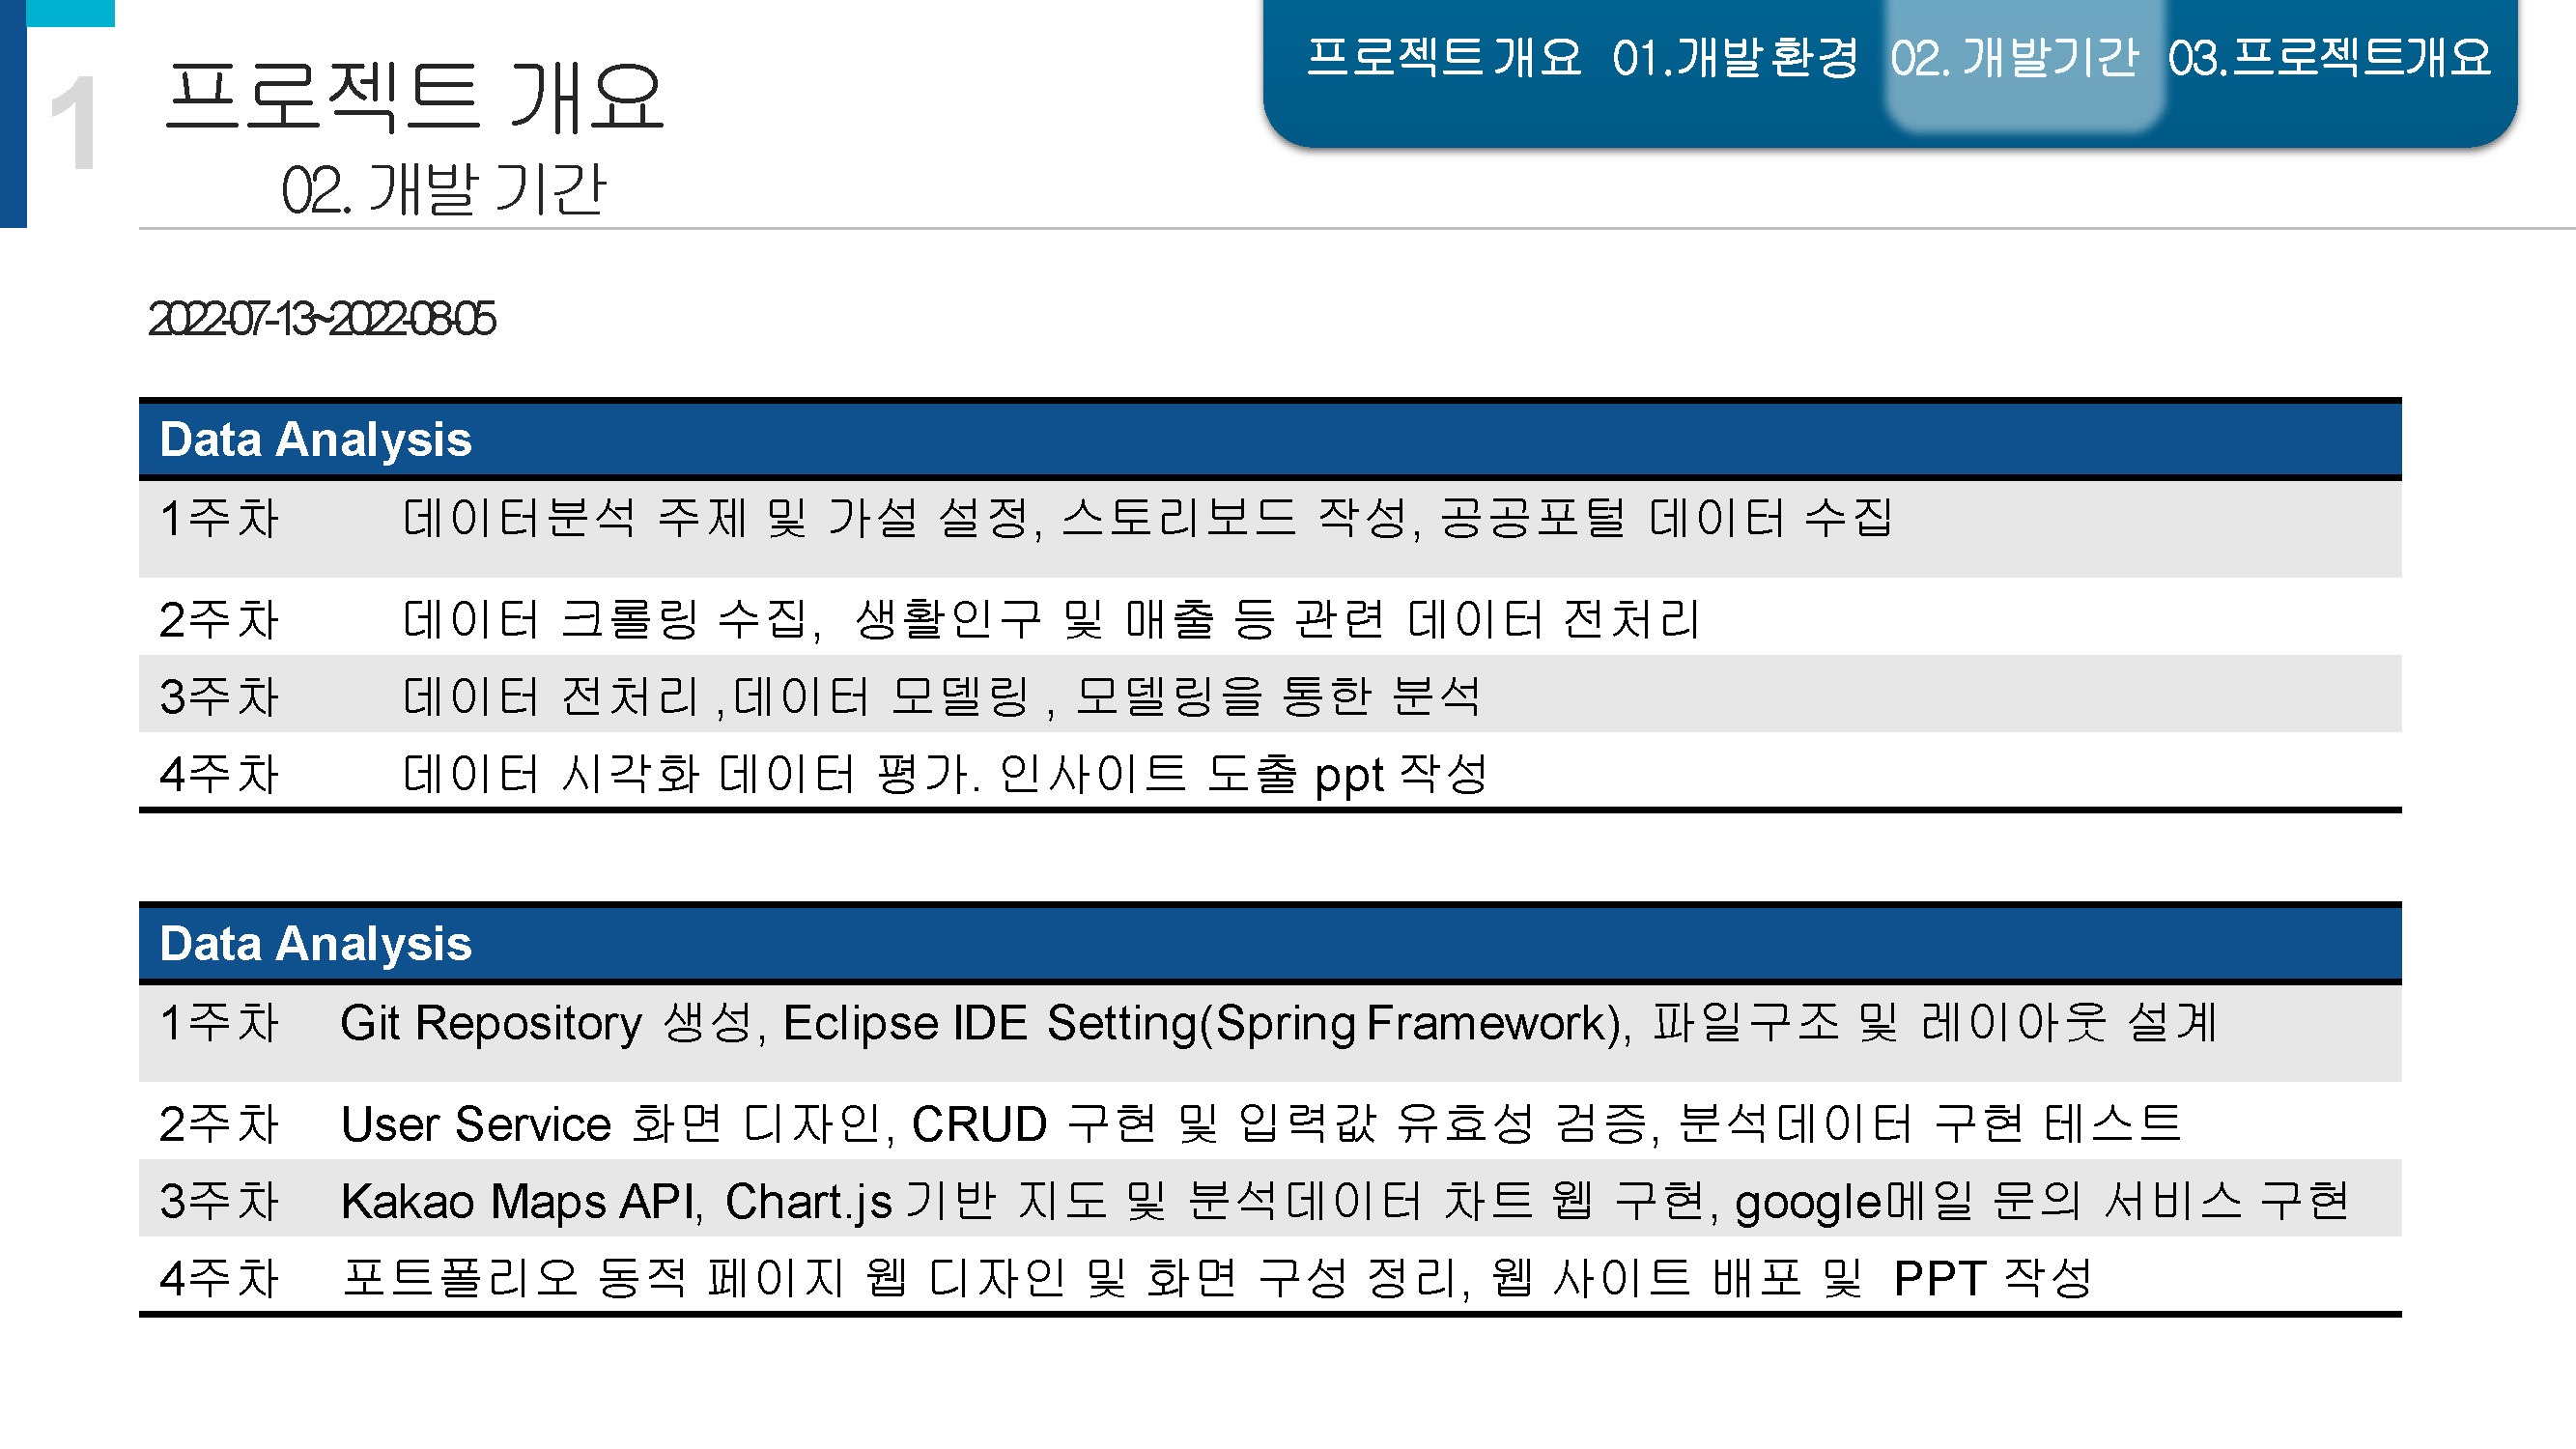 1
프로젝트 개요
02. 개발 기간
프로젝트 개요 01.개발 환경 02. 개발기간 03.프로젝트개요
2022-07-13~2022-08-05
Data Analysis
1주차 데이터분석 주제 및 가설 설정, 스토리보드 작성, 공공포털 데이터 수집
2주차 데이터 크롤링 수집, 생활인구 및 매출 등 관련 데이터 전처리
3주차 데이터 전처리 ,데이터 모델링 , 모델링을 통한 분석
4주차 데이터 시각화 데이터 평가. 인사이트 도출 ppt 작성
Data Analysis
1주차 Git Repository 생성, Eclipse IDE Setting(Spring Framework), 파일구조 및 레이아웃 설계
2주차 User Service 화면 디자인, CRUD 구현 및 입력값 유효성 검증, 분석데이터 구현 테스트
3주차 Kakao Maps API, Chart.js 기반 지도 및 분석데이터 차트 웹 구현, google메일 문의 서비스 구현
4주차 포트폴리오 동적 페이지 웹 디자인 및 화면 구성 정리, 웹 사이트 배포 및 PPT 작성